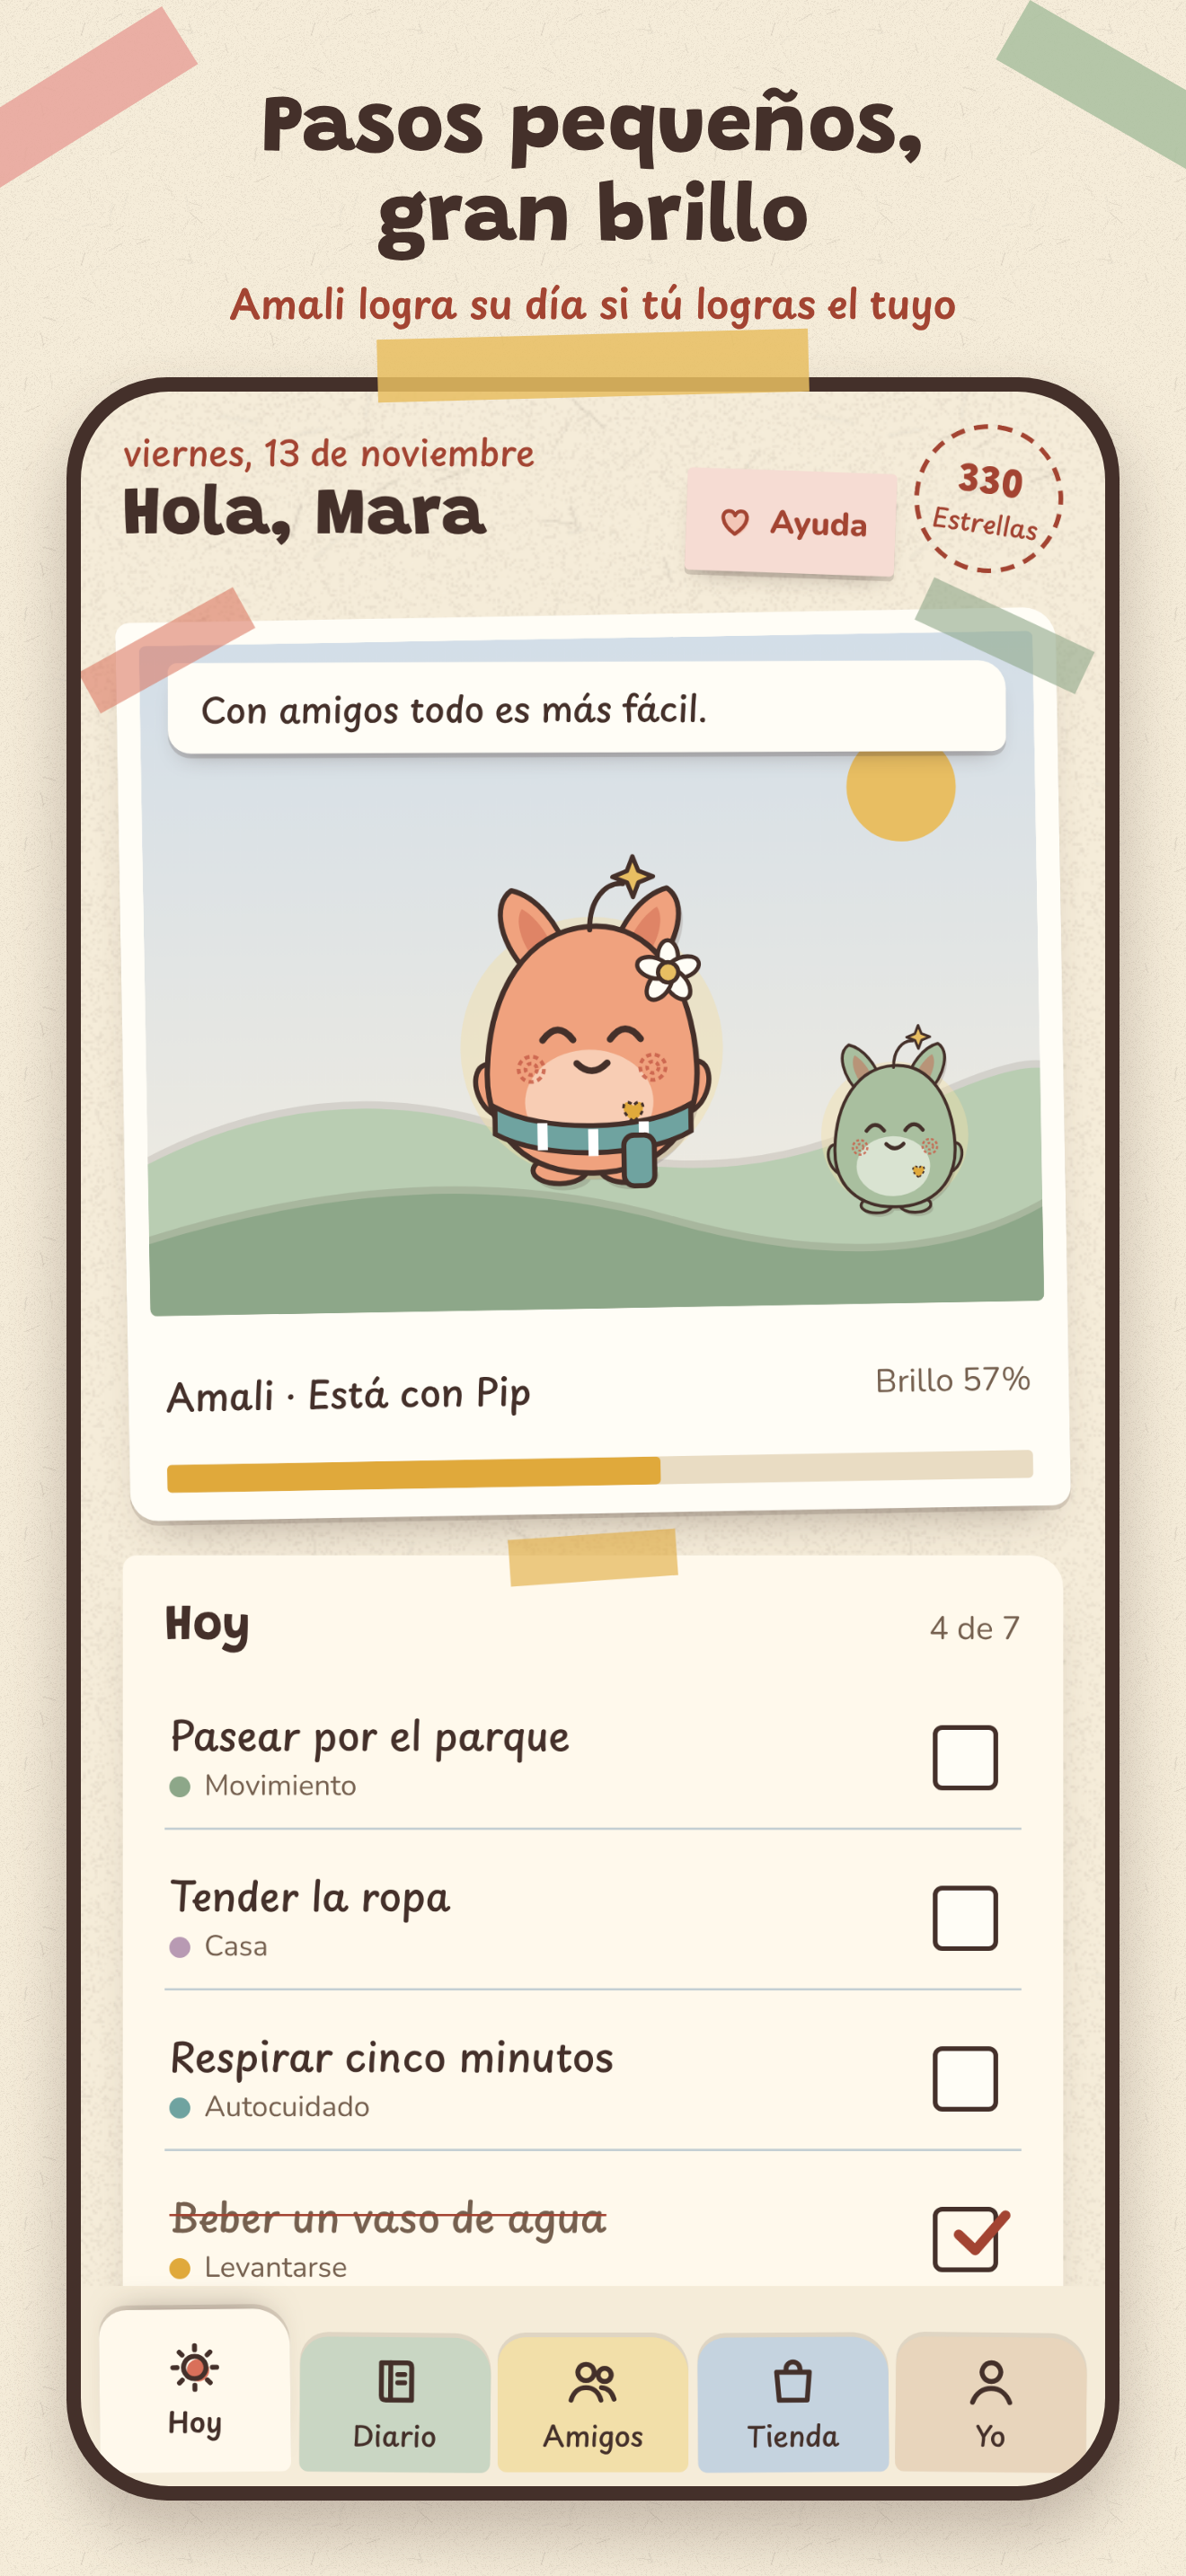 Pasos pequeños,
gran brillo
Amali logra su día si tú logras el tuyo
viernes, 13 de noviembre
Hola, Mara
Ayuda
330
Estrellas
Con amigos todo es más fácil.
Amali · Está con Pip
Brillo 57%
Hoy
4 de 7
Pasear por el parque
Movimiento
Tender la ropa
Casa
Respirar cinco minutos
Autocuidado
Beber un vaso de agua
Levantarse
Hoy
Diario
Amigos
Tienda
Yo